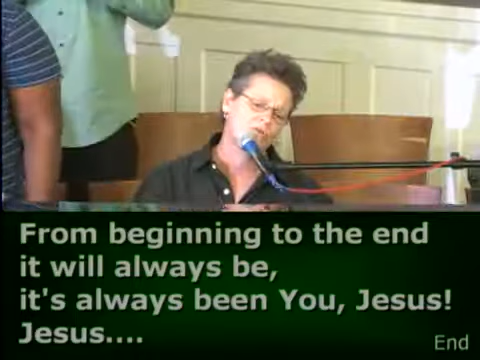 From beginning to the end
it will always be,
it's always been You, Jesus!
Jesus....
End